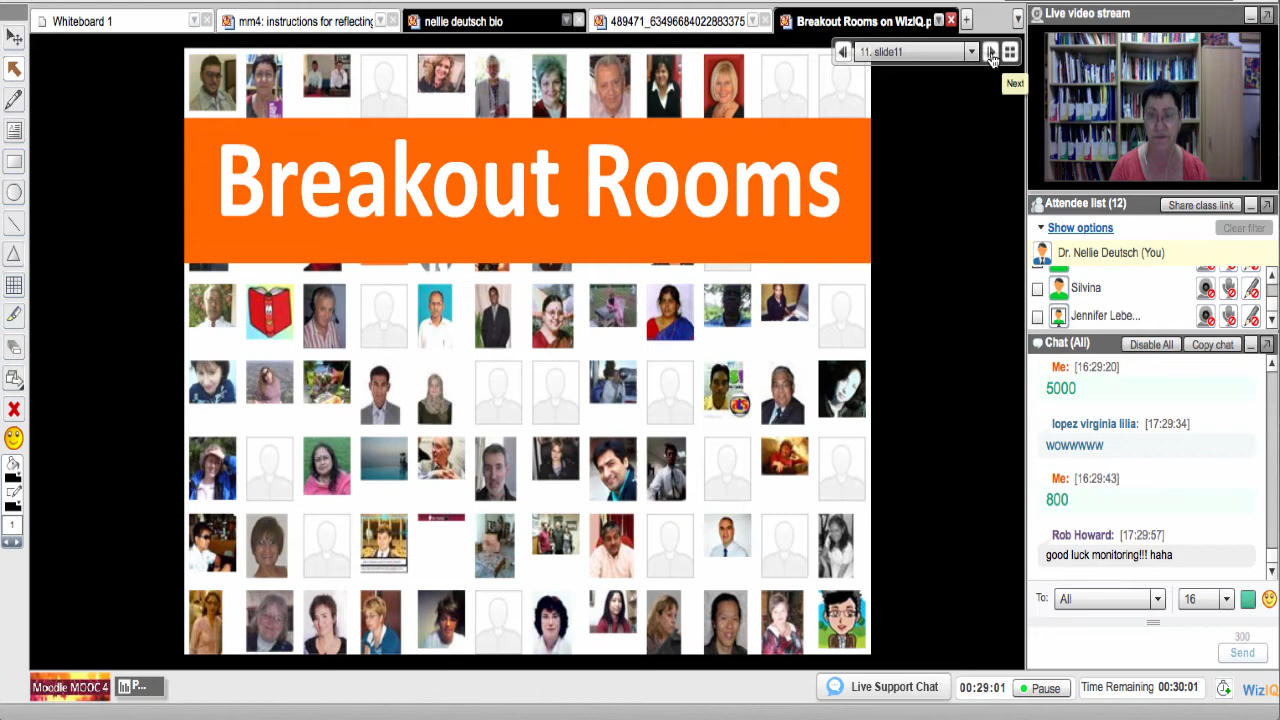 Whiteboard 1
mm4: instructions for reflecting
nellie deutsch bio
489471_63496684022883375
Breakout Rooms on WizIQ.p
Live video stream
11. slide11
Next
Breakout Rooms
Attendee list (12)
Share class link
Show options
Clear filter
Dr. Nellie Deutsch (You)
Silvina
Jennifer Lebe...
Chat (All)
Disable All
Copy chat
Me: [16:29:20]
5000
lopez virginia lilia: [17:29:34]
wowwwww
Me: [16:29:43]
800
Rob Howard: [17:29:57]
good luck monitoring!!! haha
To:
All
16
300
Send
1
Moodle MOOC 4
P...
Live Support Chat
00:29:01
Pause
Time Remaining 00:30:01
WizIQ